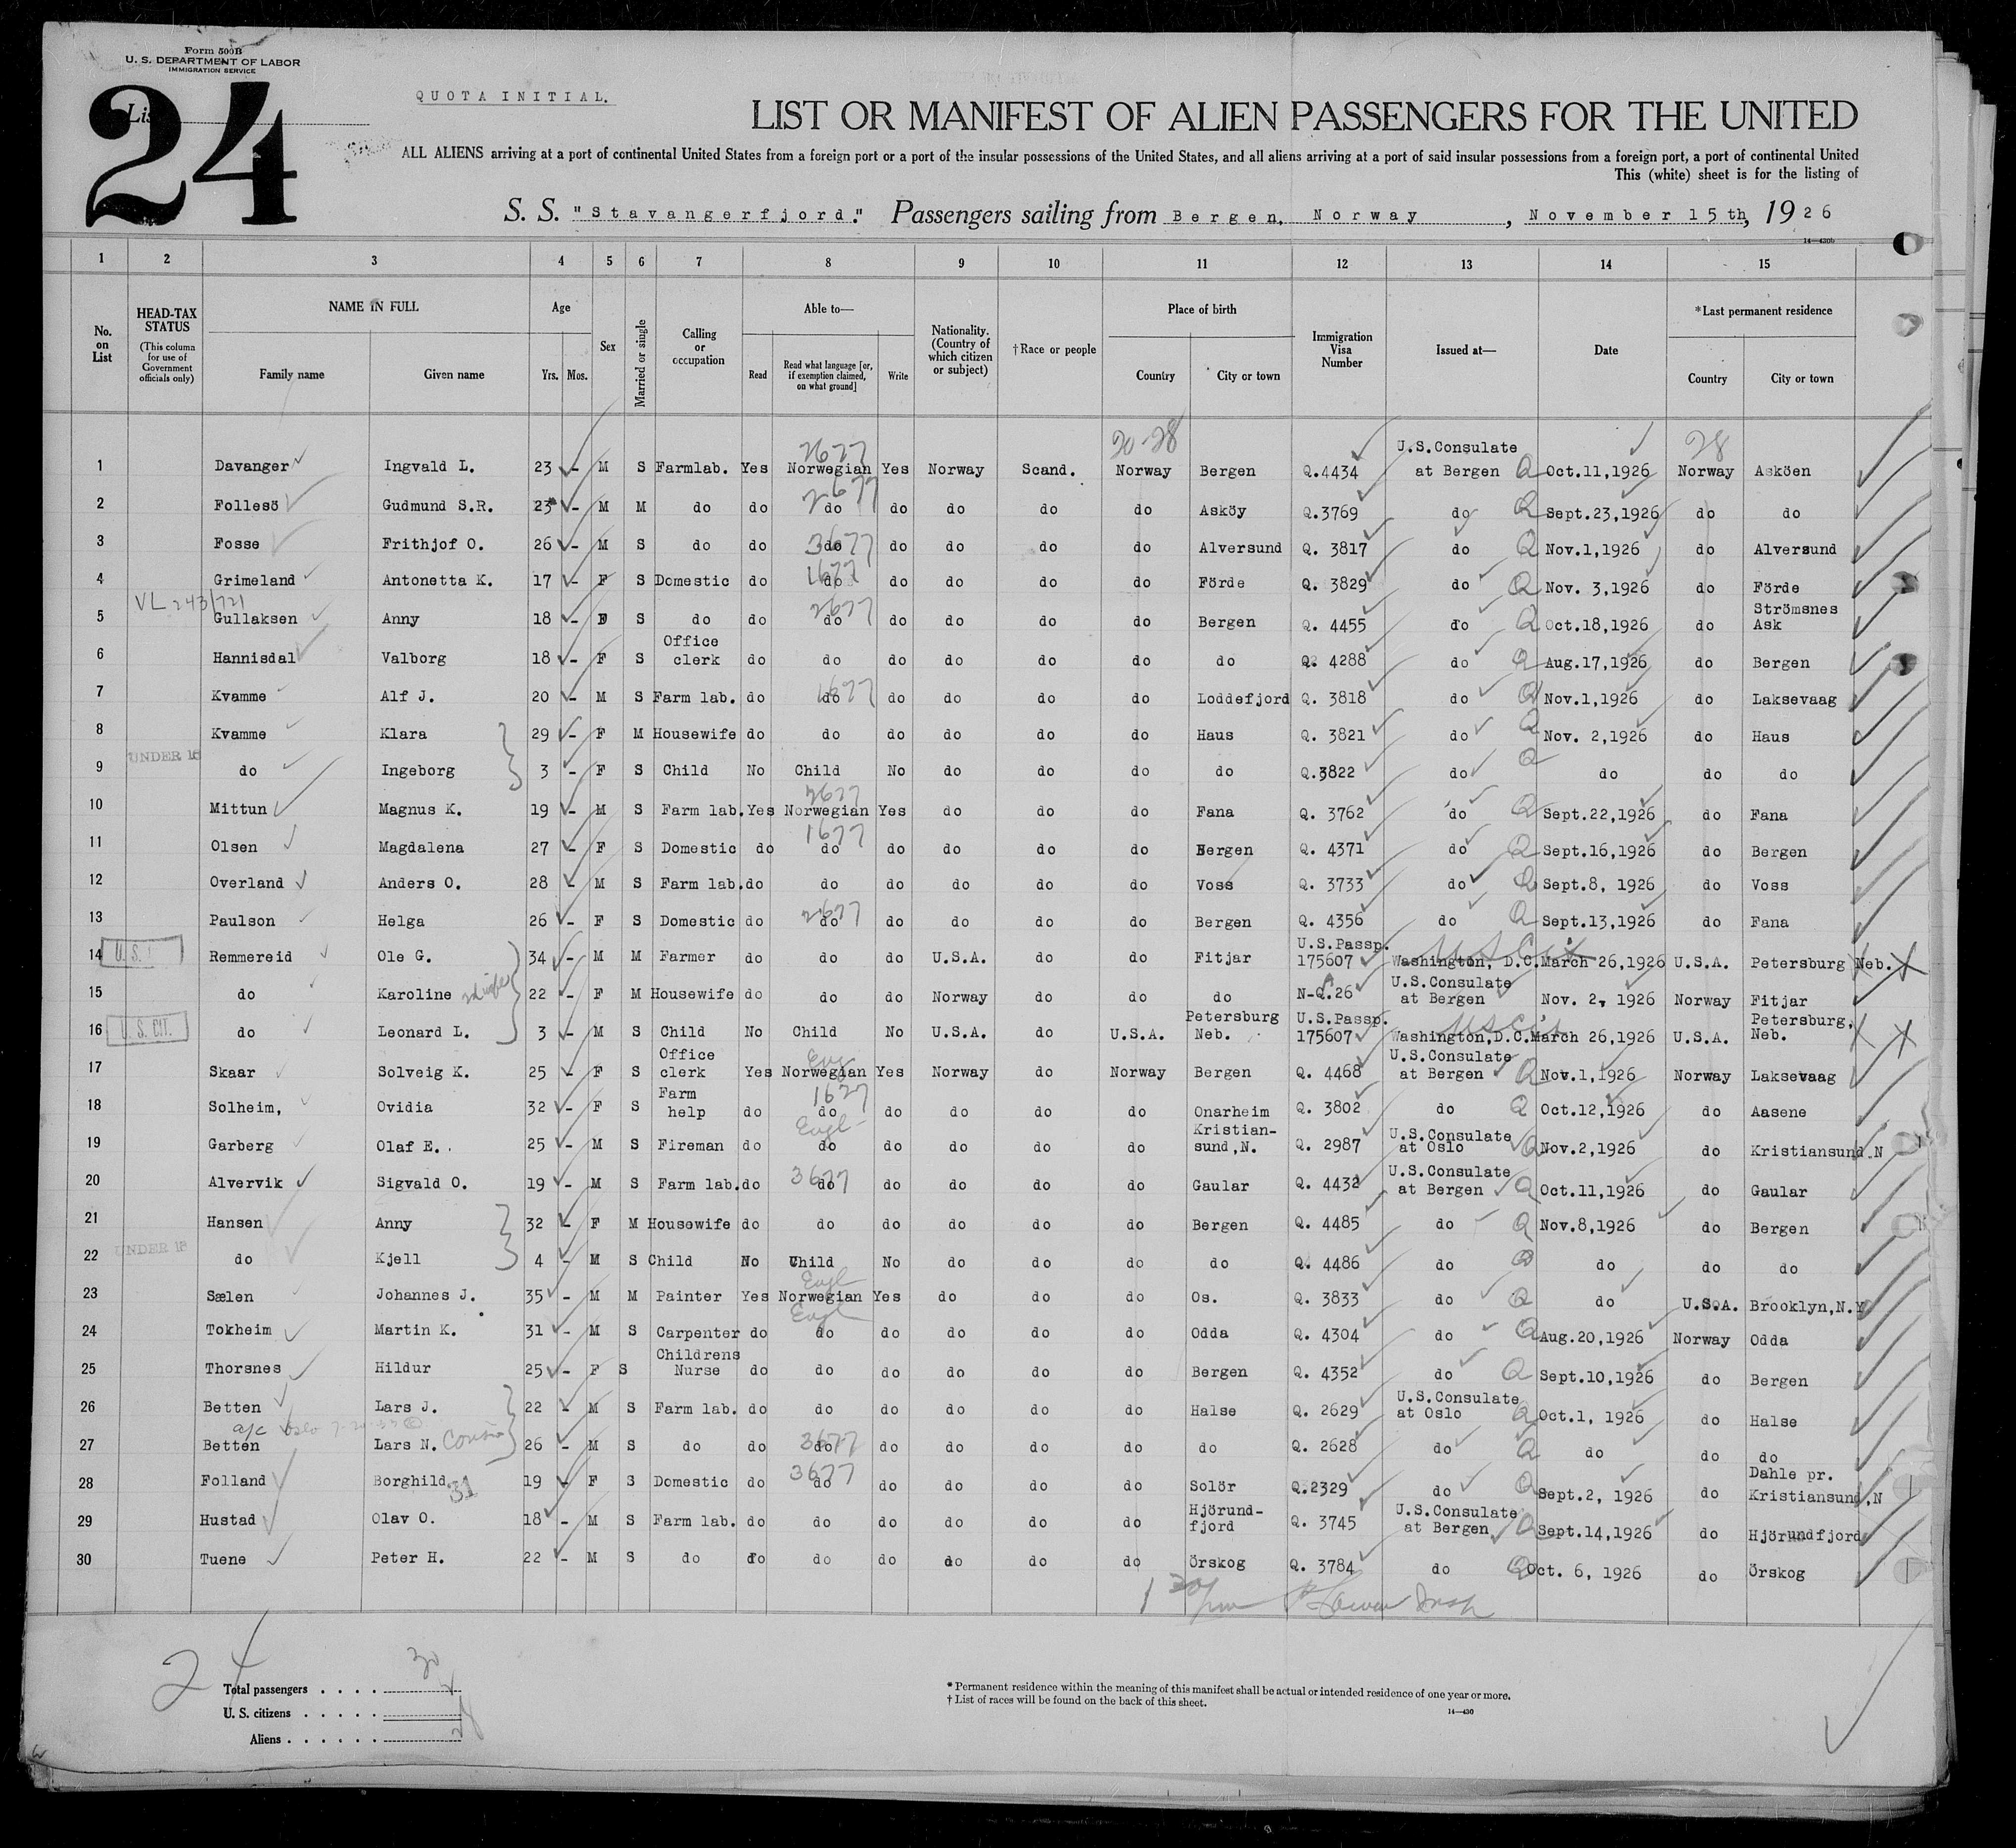 Form 500B
U. S. DEPARTMENT OF LABOR
IMMIGRATION SERVICE
List
24
QUOTA INITIAL.
LIST OR MANIFEST OF ALIEN PASSENGERS FOR THE UNITED
ALL ALIENS arriving at a port of continental United States from a foreign port or a port of the insular possessions of the United States, and all aliens arriving at a port of said insular possessions from a foreign port, a port of continental United
This (white) sheet is for the listing of
S. S. "Stavangerfjord." Passengers sailing from Bergen, Norway, November 15th, 1926
14—430b
1 2 3 4 5 6 7 8 9 10 11 12 13 14 15
No. on List
HEAD-TAX STATUS
(This column for use of Government officials only)
NAME IN FULL
Family name Given name
Age
Yrs. Mos.
Sex
Married or single
Calling or occupation
Able to—
Read
Read what language [or, if exemption claimed, on what ground]
Write
Nationality. (Country of which citizen or subject)
†Race or people
Place of birth
Country City or town
Immigration Visa Number
Issued at—
Date
*Last permanent residence
Country City or town
2677 20-28 28
1 Davanger Ingvald L. 23 - M S Farmlab. Yes Norwegian Yes Norway Scand. Norway Bergen Q.4434 U.S.Consulate at Bergen Q Oct.11,1926 Norway Asköen
2 Follesö Gudmund S.R. 23 - M M do do do 2677 do do do do Asköy Q.3769 do Q Sept.23,1926 do do
3 Fosse Frithjof O. 26 - M S do do do 3677 do do do do Alversund Q. 3817 do Q Nov.1,1926 do Alversund
4 Grimeland Antonetta K. 17 - F S Domestic do do 1677 do do do do Förde Q. 3829 do Q Nov. 3,1926 do Förde
VL 243/721
5 Gullaksen Anny 18 - F S do do do 2677 do do do do Bergen Q. 4455 do Q Oct.18,1926 do Strömsnes Ask
6 Hannisdal Valborg 18 - F S Office clerk do do do do do do do Q. 4288 do Q Aug.17,1926 do Bergen
7 Kvamme Alf J. 20 - M S Farm lab. do do 1677 do do do do Loddefjord Q. 3818 do Q Nov.1,1926 do Laksevaag
8 Kvamme Klara 29 - F M Housewife do do do do do do Haus Q. 3821 do Q Nov. 2,1926 do Haus
UNDER 16
9 do Ingeborg 3 - F S Child No Child No do do do do Q.3822 do Q do do do
10 Mittun Magnus K. 19 - M S Farm lab. Yes Norwegian 2677 Yes do do do Fana Q. 3762 do Q Sept.22,1926 do Fana
11 Olsen Magdalena 27 - F S Domestic do do 1677 do do do do Bergen Q. 4371 do Q Sept.16,1926 do Bergen
12 Overland Anders O. 28 - M S Farm lab. do do do do do do Voss Q. 3733 do Q Sept.8, 1926 do Voss
13 Paulson Helga 26 - F S Domestic do do 2677 do do do do Bergen Q. 4356 do Q Sept.13,1926 do Fana
14 U. S. Remmereid Ole G. 34 - M M Farmer do do do U.S.A. do do Fitjar U.S.Passp. 175607 Washington, D.C. March 26,1926 U.S.A. Petersburg Neb.
15 do Karoline 22 - F M Housewife do do do Norway do do do N-Q.26 U.S.Consulate at Bergen Nov. 2, 1926 Norway Fitjar
16 U. S. CIT. do Leonard L. 3 - M S Child No Child No U.S.A. do U.S.A. Petersburg Neb. U.S.Passp. 175607 Washington,D.C. March 26,1926 U.S.A. Petersburg, Neb.
17 Skaar Solveig K. 25 - F S Office clerk Yes Norwegian Yes Norway do Norway Bergen Q. 4468 U.S.Consulate at Bergen Q Nov.1,1926 Norway Laksevaag
18 Solheim, Ovidia 32 - F S Farm help do do 1627 do do do do Onarheim Q. 3802 do Q Oct.12,1926 do Aasene
19 Garberg Olaf E. 25 - M S Fireman do do Engl do do do do Kristiansund,N. Q. 2987 U.S.Consulate at Oslo Q Nov.2,1926 do Kristiansund.N
20 Alvervik Sigvald O. 19 - M S Farm lab. do do 3677 do do do do Gaular Q. 4432 U.S.Consulate at Bergen Q Oct.11,1926 do Gaular
21 Hansen Anny 32 - F M Housewife do do do do do do Bergen Q. 4485 do Q Nov.8,1926 do Bergen
UNDER 16
22 do Kjell 4 - M S Child No Child No do do do do Q. 4486 do Q do do do
23 Sælen Johannes J. 35 - M M Painter Yes Norwegian Engl Yes do do do Os. Q. 3833 do Q do U.S.A. Brooklyn,N.Y
24 Tokheim Martin K. 31 - M S Carpenter do do Engl do do do do Odda Q. 4304 do Q Aug.20,1926 Norway Odda
25 Thorsnes Hildur 25 - F S Childrens Nurse do do do do do do Bergen Q. 4352 do Q Sept.10,1926 do Bergen
26 Betten Lars J. 22 - M S Farm lab. do do do do do do Halse Q. 2629 U.S.Consulate at Oslo Q Oct.1, 1926 do Halse
27 Betten Lars N. Cousin 26 - M S do do do 3677 do do do do do Q. 2628 do Q do do do
28 Folland Borghild 31 19 - F S Domestic do do 3677 do do do do Solör Q.2329 do Q Sept.2, 1926 do Dahle pr. Kristiansund,N
29 Hustad Olav O. 18 - M S Farm lab. do do do do do do Hjörundfjord Q. 3745 U.S.Consulate at Bergen Q Sept.14,1926 do Hjörundfjord
30 Tuene Peter H. 22 - M S do do do do do do do Örskog Q. 3784 do Q Oct. 6, 1926 do Örskog
24
Total passengers . . . . 30
U. S. citizens . . . . . 2
Aliens . . . . . . 28
* Permanent residence within the meaning of this manifest shall be actual or intended residence of one year or more.
† List of races will be found on the back of this sheet.
14—430